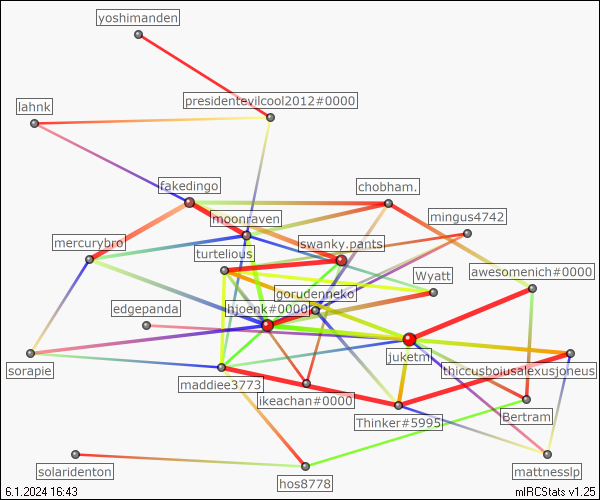 yoshimanden
presidentevilcool2012#0000
lahnk
fakedingo
chobham.
moonraven
mingus4742
mercurybro
swanky.pants
turtelious
awesomenich#0000
Wyatt
gorudenneko
edgepanda
hjoenk#0000
juketm
thiccusboiusalexusjoneus
sorapie
maddiee3773
ikeachan#0000
Bertram
Thinker#5995
solaridenton
mattnesslp
hos8778
6.1.2024 16:43
mIRCStats v1.25